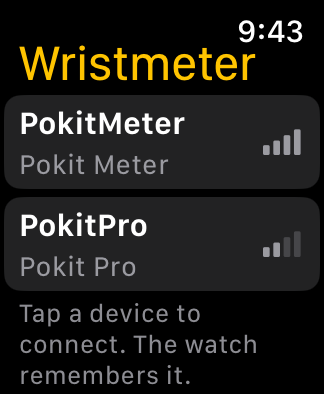 9:43
Wristmeter
PokitMeter
Pokit Meter
PokitPro
Pokit Pro
Tap a device to
connect. The watch
remembers it.